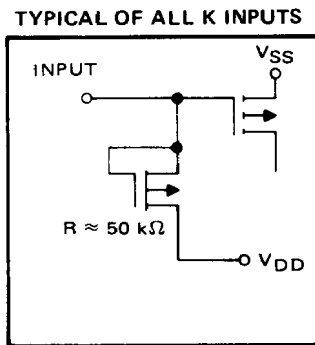 TYPICAL OF ALL K INPUTS
VSS
INPUT
R ≈ 50 kΩ
VDD